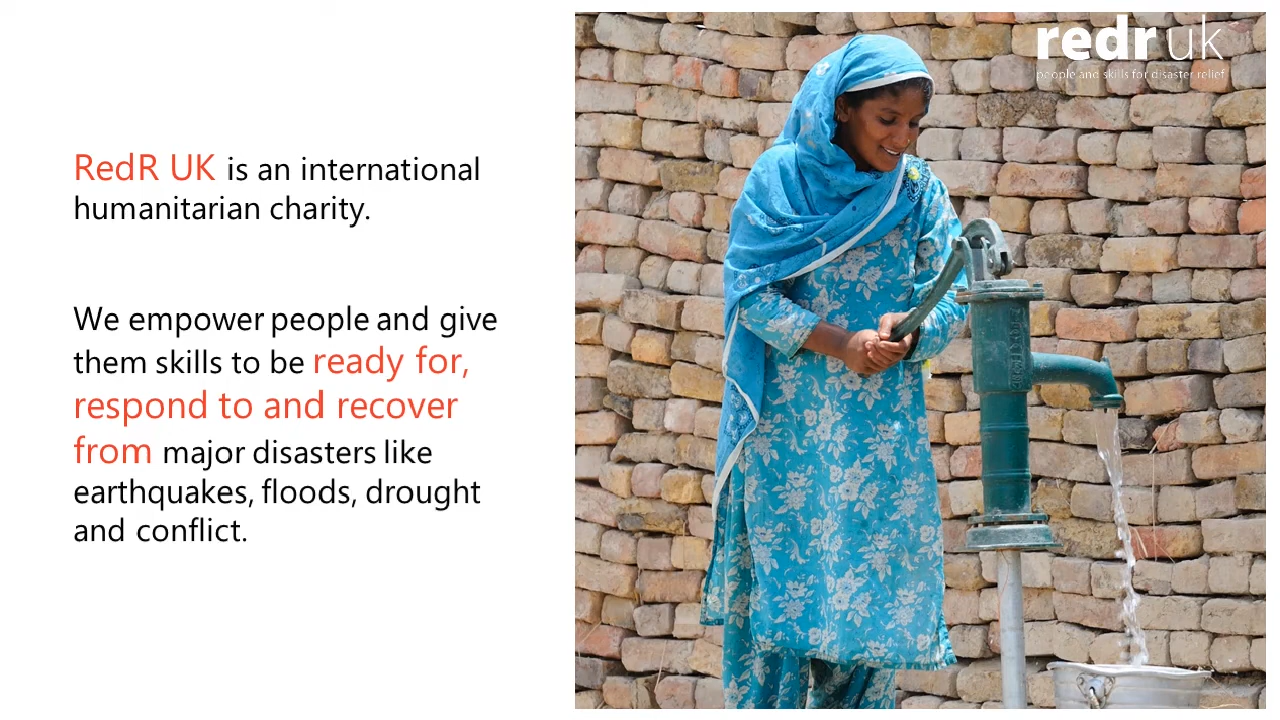 RedR UK is an international
humanitarian charity.
We empower people and give
them skills to be ready for,
respond to and recover
from major disasters like
earthquakes, floods, drought
and conflict.
redr uk
people and skills for disaster relief